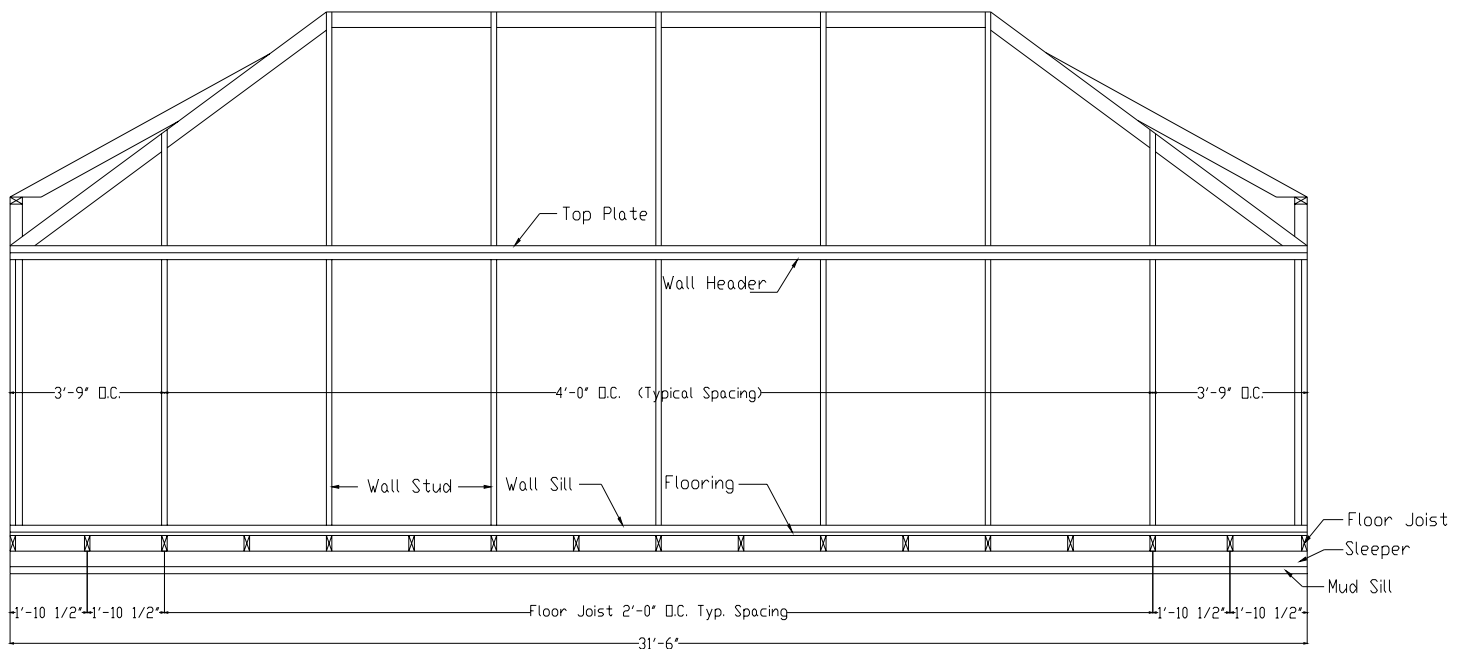 Top Plate
Wall Header
3'-9" O.C.
4'-0" O.C. (Typical Spacing)
3'-9" O.C.
Wall Stud
Wall Sill
Flooring
Floor Joist
Sleeper
Mud Sill
1'-10 1/2"
1'-10 1/2"
Floor Joist 2'-0" O.C. Typ. Spacing
1'-10 1/2"
1'-10 1/2"
31'-6"